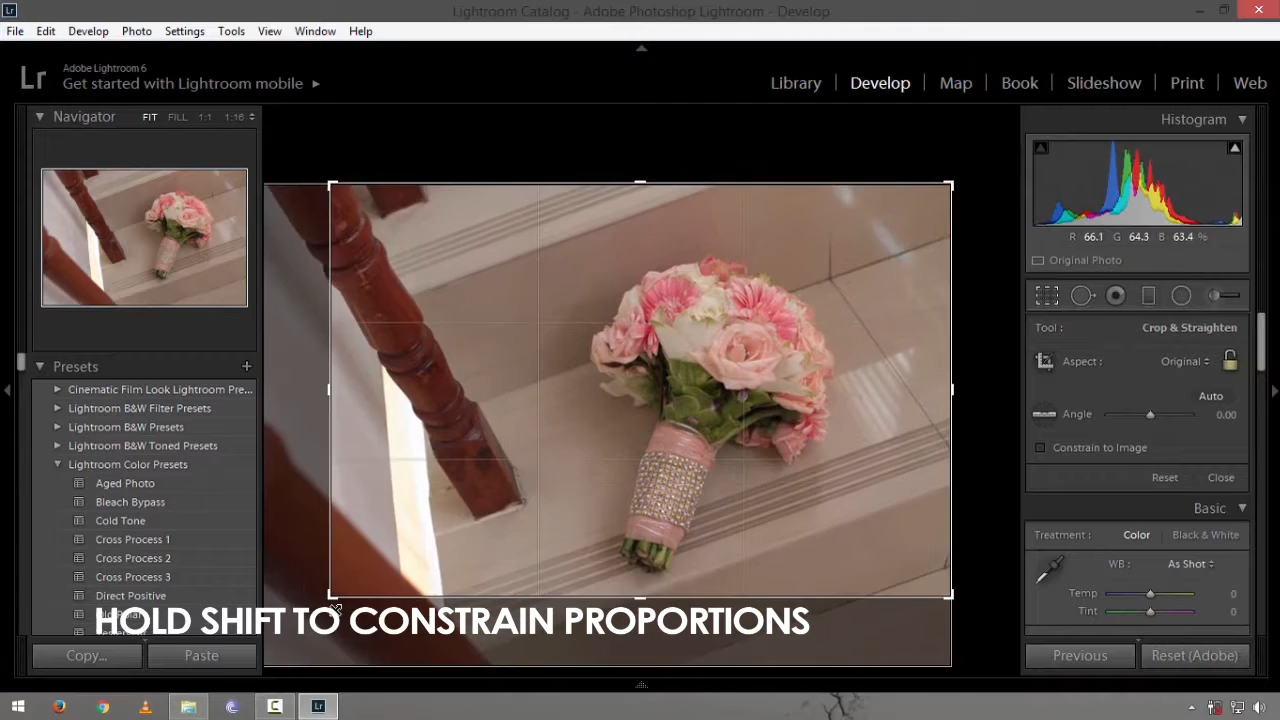 Lightroom Catalog - Adobe Photoshop Lightroom - Develop
File Edit Develop Photo Settings Tools View Window Help
Lr
Adobe Lightroom 6
Get started with Lightroom mobile
Library Develop Map Book Slideshow Print Web
Navigator FIT FILL 1:1 1:16
Histogram
R 66.1 G 64.3 B 63.4 %
Original Photo
Tool : Crop & Straighten
Aspect : Original
Auto
Angle 0.00
Constrain to Image
Reset Close
Presets
Cinematic Film Look Lightroom Pre...
Lightroom B&W Filter Presets
Lightroom B&W Presets
Lightroom B&W Toned Presets
Lightroom Color Presets
Aged Photo
Bleach Bypass
Cold Tone
Cross Process 1
Cross Process 2
Cross Process 3
Direct Positive
Basic
Treatment : Color Black & White
WB : As Shot
Temp 0
Tint 0
HOLD SHIFT TO CONSTRAIN PROPORTIONS
Copy... Paste
Previous Reset (Adobe)